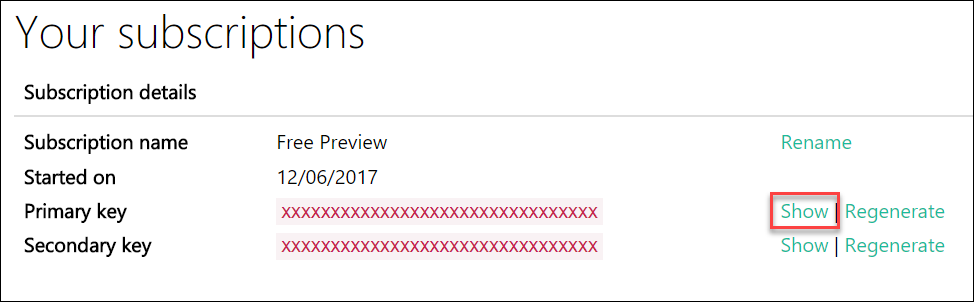 Your subscriptions
Subscription details
Subscription name Free Preview Rename
Started on 12/06/2017
Primary key xxxxxxxxxxxxxxxxxxxxxxxxxxxxxxxx Show | Regenerate
Secondary key xxxxxxxxxxxxxxxxxxxxxxxxxxxxxxxx Show | Regenerate